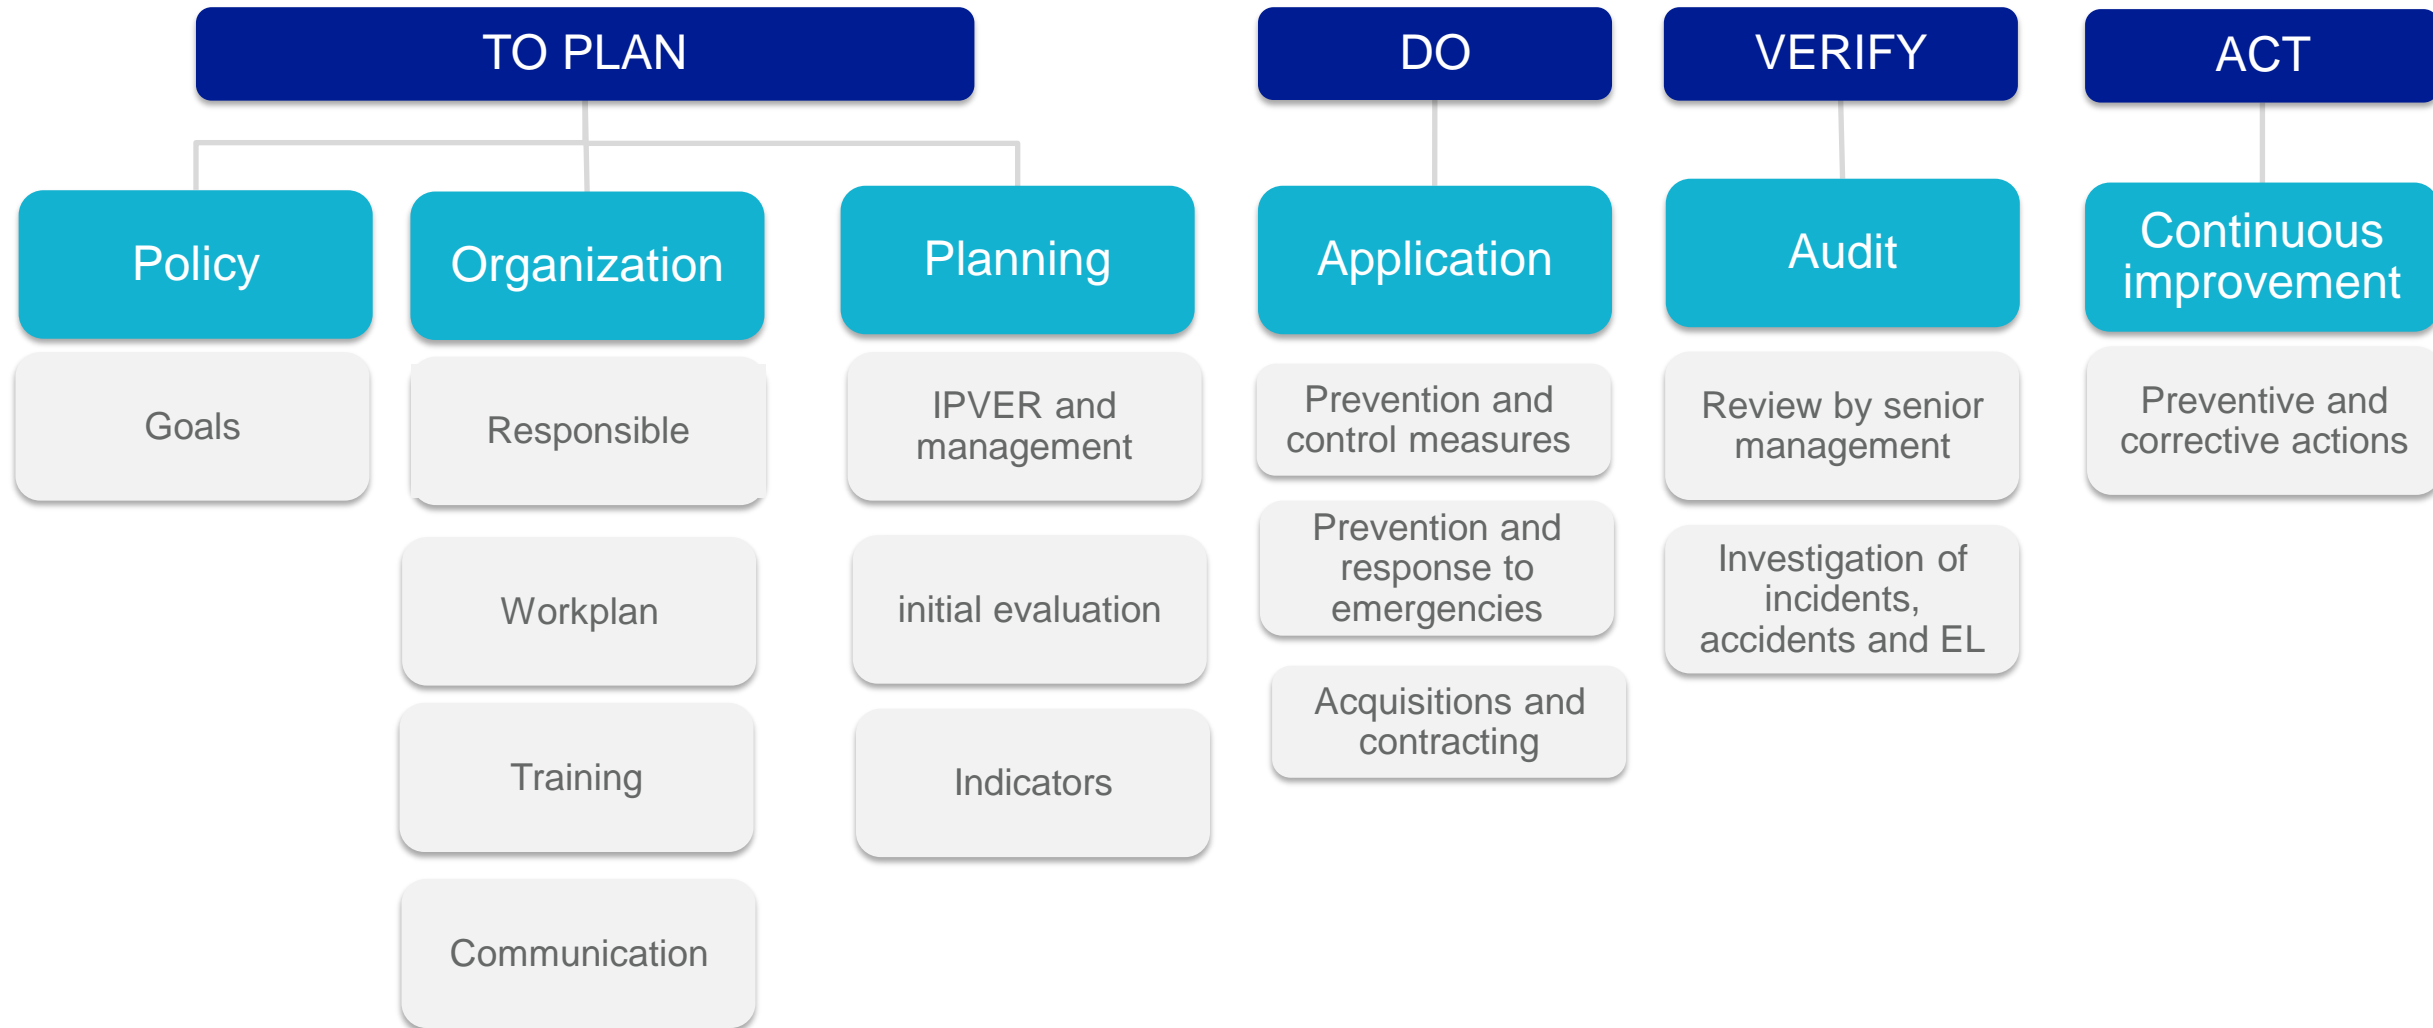 TO PLAN
DO
VERIFY
ACT
Policy
Organization
Planning
Application
Audit
Continuous
improvement
Goals
Responsible
Workplan
Training
Communication
IPVER and
management
initial evaluation
Indicators
Prevention and
control measures
Prevention and
response to
emergencies
Acquisitions and
contracting
Review by senior
management
Investigation of
incidents,
accidents and EL
Preventive and
corrective actions